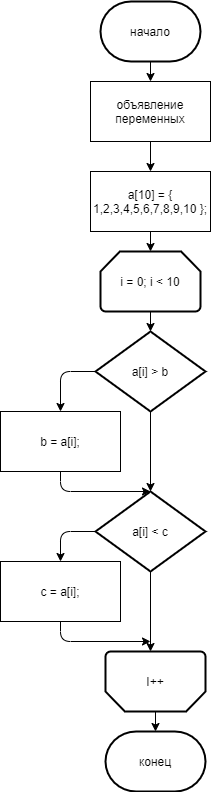 начало
объявление
переменных
a[10] = {
1,2,3,4,5,6,7,8,9,10 };
i = 0; i < 10
a[i] > b
b = a[i];
a[i] < c
c = a[i];
I++
конец